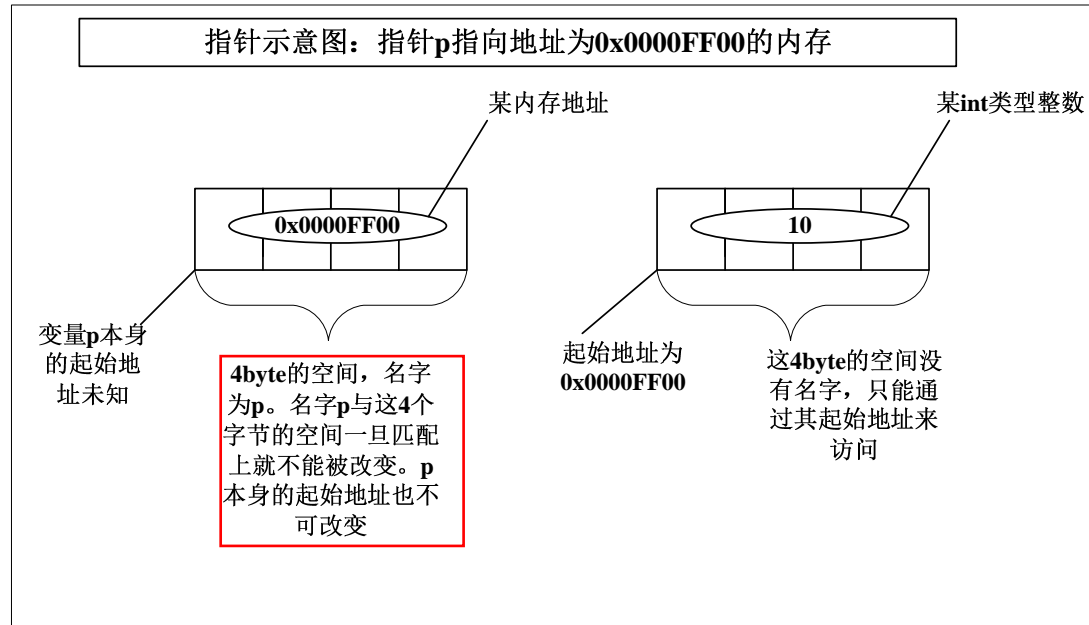 指针示意图：指针p指向地址为0x0000FF00的内存
某内存地址
某int类型整数
0x0000FF00
10
变量p本身
的起始地
址未知
4byte的空间，名字
为p。名字p与这4个
字节的空间一旦匹配
上就不能被改变。p
本身的起始地址也不
可改变
起始地址为
0x0000FF00
这4byte的空间没
有名字，只能通
过其起始地址来
访问